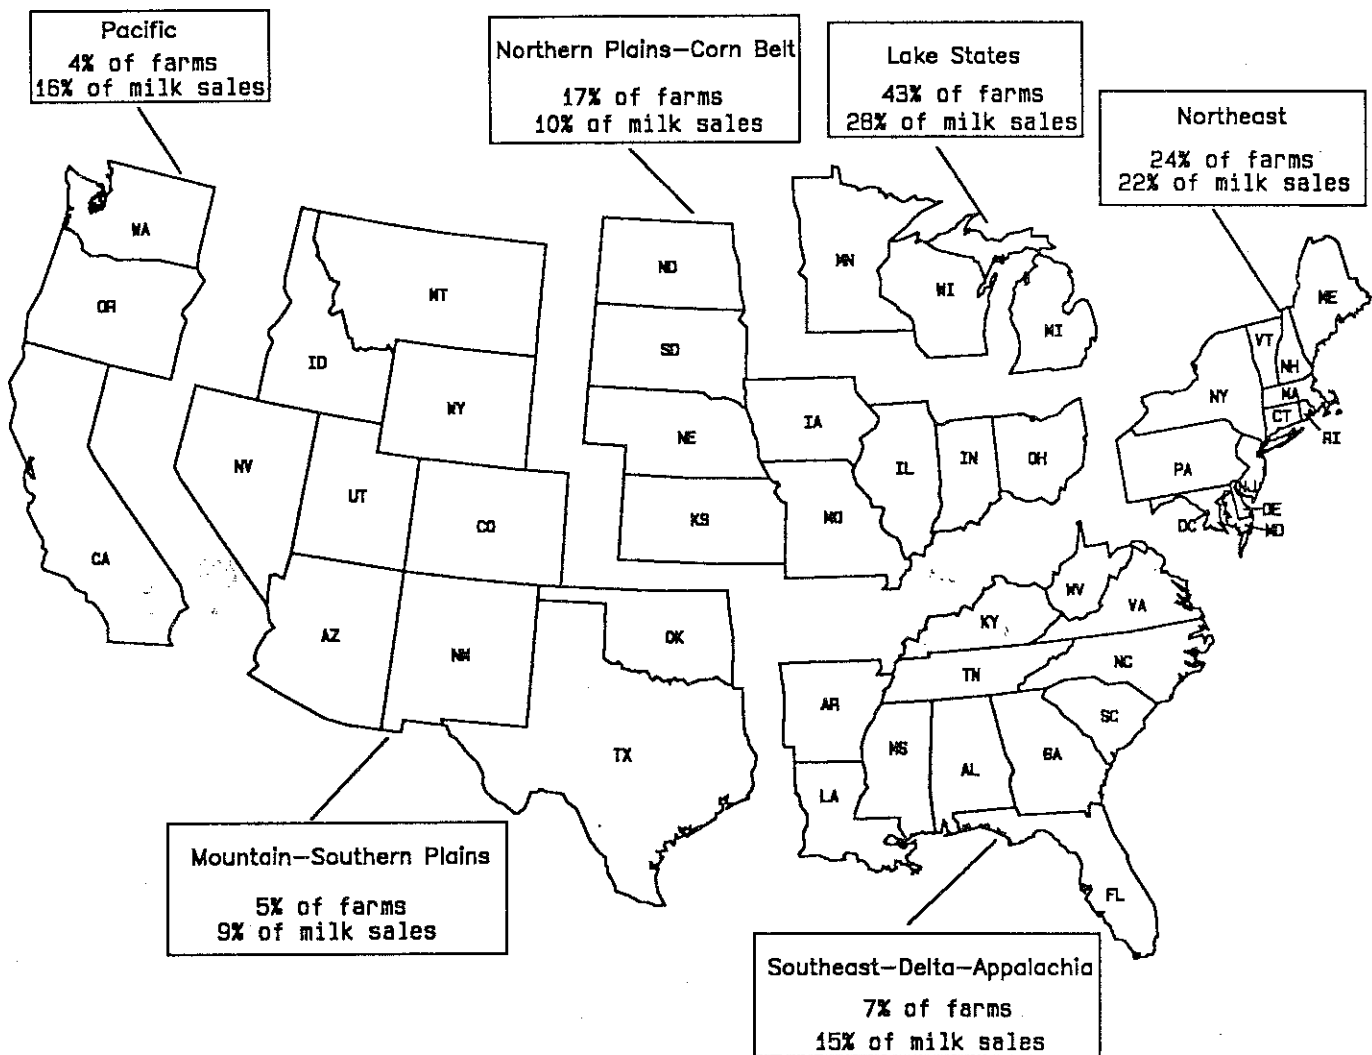 Pacific
4% of farms
16% of milk sales
Northern Plains-Corn Belt
17% of farms
10% of milk sales
Lake States
43% of farms
28% of milk sales
Northeast
24% of farms
22% of milk sales
WA
OR
CA
MT
ID
WY
NV
UT
CO
AZ
NM
ND
SD
NE
KS
OK
TX
MN
WI
MI
IA
MO
IL
IN
OH
ME
VT
NH
NY
MA
CT
RI
PA
NJ
DE
MD
DC
WV
VA
KY
NC
TN
SC
AR
MS
AL
GA
LA
FL
Mountain-Southern Plains
5% of farms
9% of milk sales
Southeast-Delta-Appalachia
7% of farms
15% of milk sales